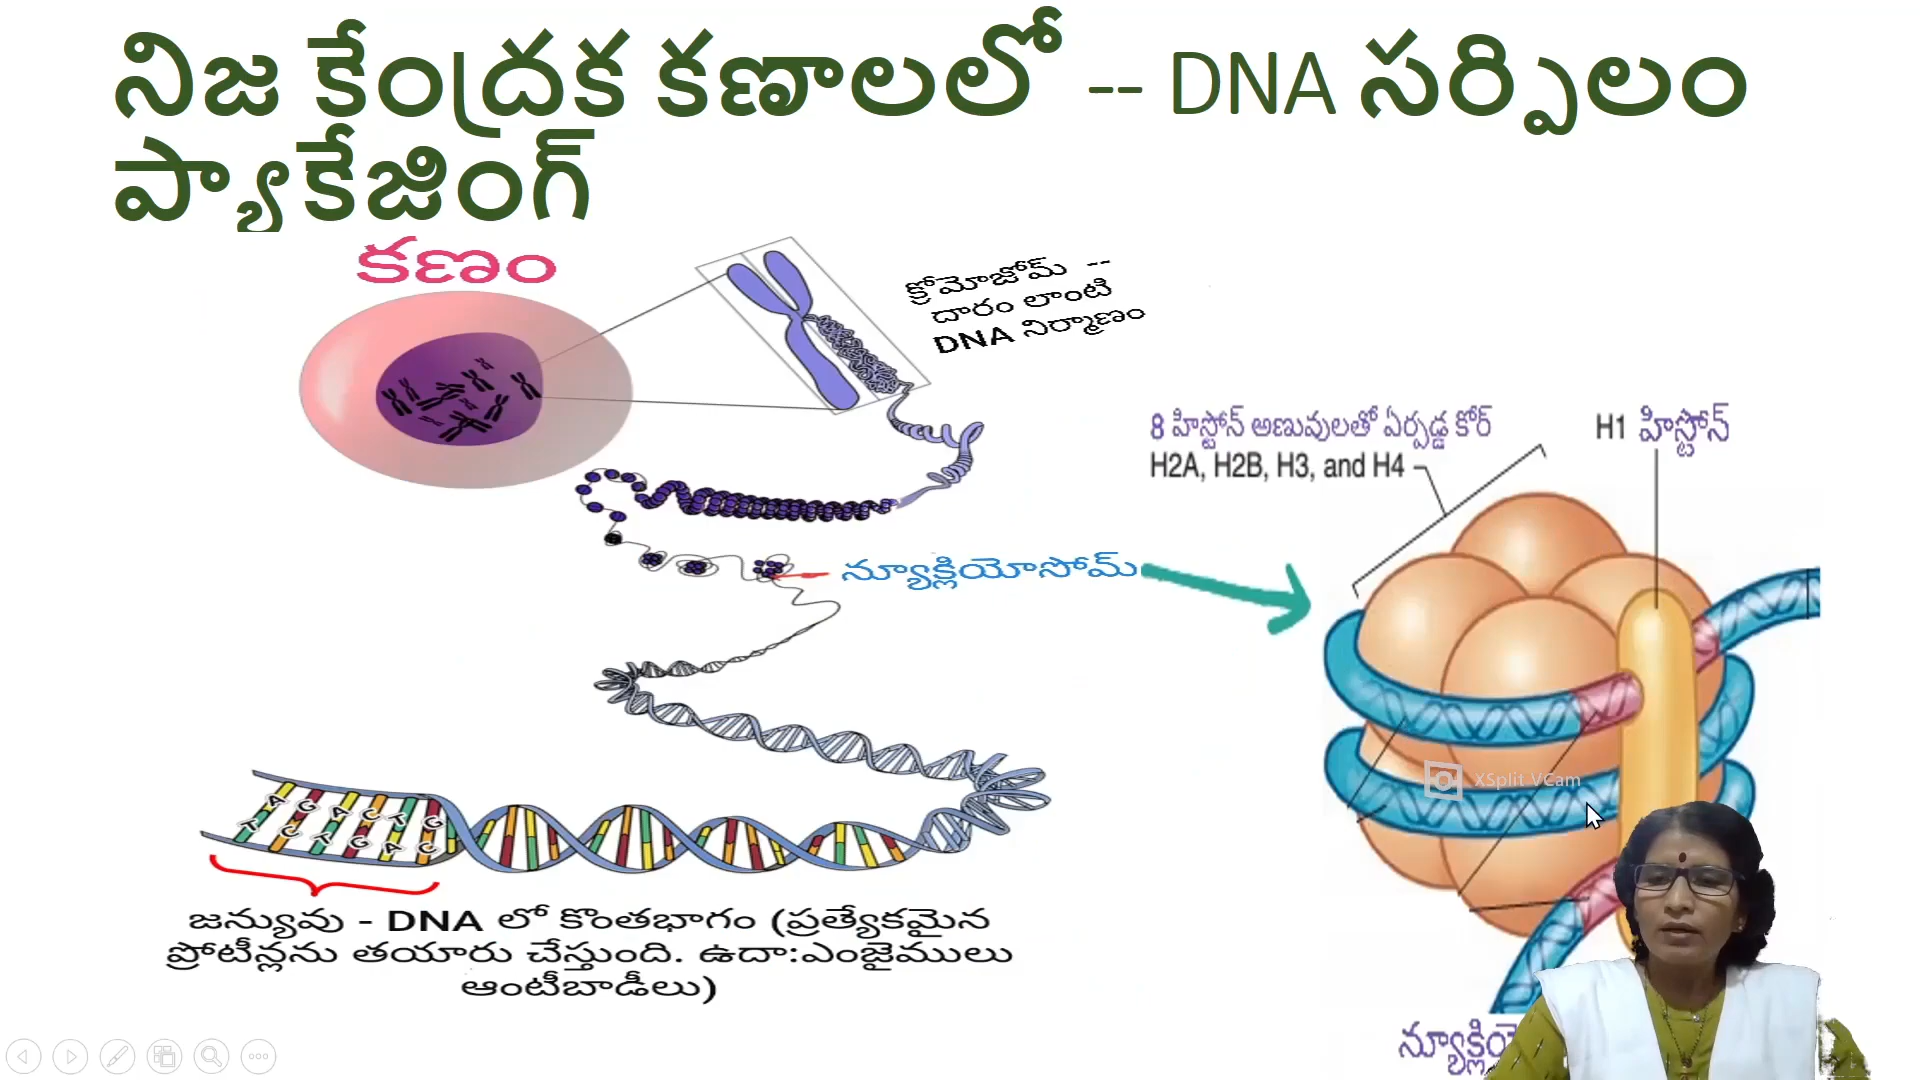 నిజ కేంద్రక కణాలలో -- DNA సర్పిలం
ప్యాకేజింగ్
కణం
క్రోమోజోమ్ --
దారం లాంటి
DNA నిర్మాణం
8 హిస్టోన్ అణువులతో ఏర్పడ్డ కోర్
H2A, H2B, H3, and H4
H1 హిస్టోన్
న్యూక్లియోసోమ్
XSplit VCam
A G A C T G
T C T G A C
జన్యువు - DNA లో కొంతభాగం (ప్రత్యేకమైన
ప్రోటీన్లను తయారు చేస్తుంది. ఉదా:ఎంజైములు
ఆంటీబాడీలు)